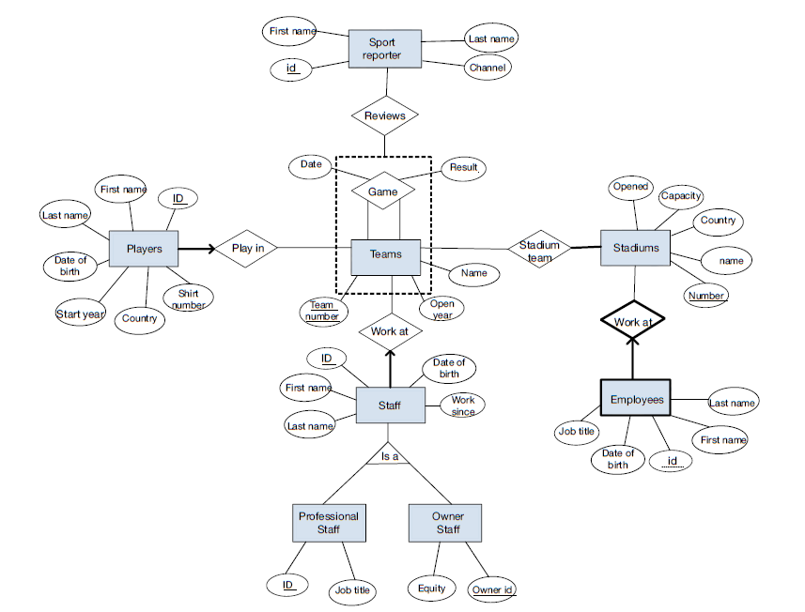 First name
Sport
reporter
Last name
id
Channel
Reviews
Date
Result
Game
First name
ID
Last name
Players
Date of
birth
Start year
Country
Shirt
number
Play in
Teams
Name
Team
number
Open
year
Stadium
team
Opened
Capacity
Country
Stadiums
name
Number
Work at
Work at
ID
Date of
birth
First name
Staff
Work
since
Last name
Employees
Last name
Job title
First name
Date of
birth
id
Is a
Professional
Staff
Owner
Staff
ID
Job title
Equity
Owner id